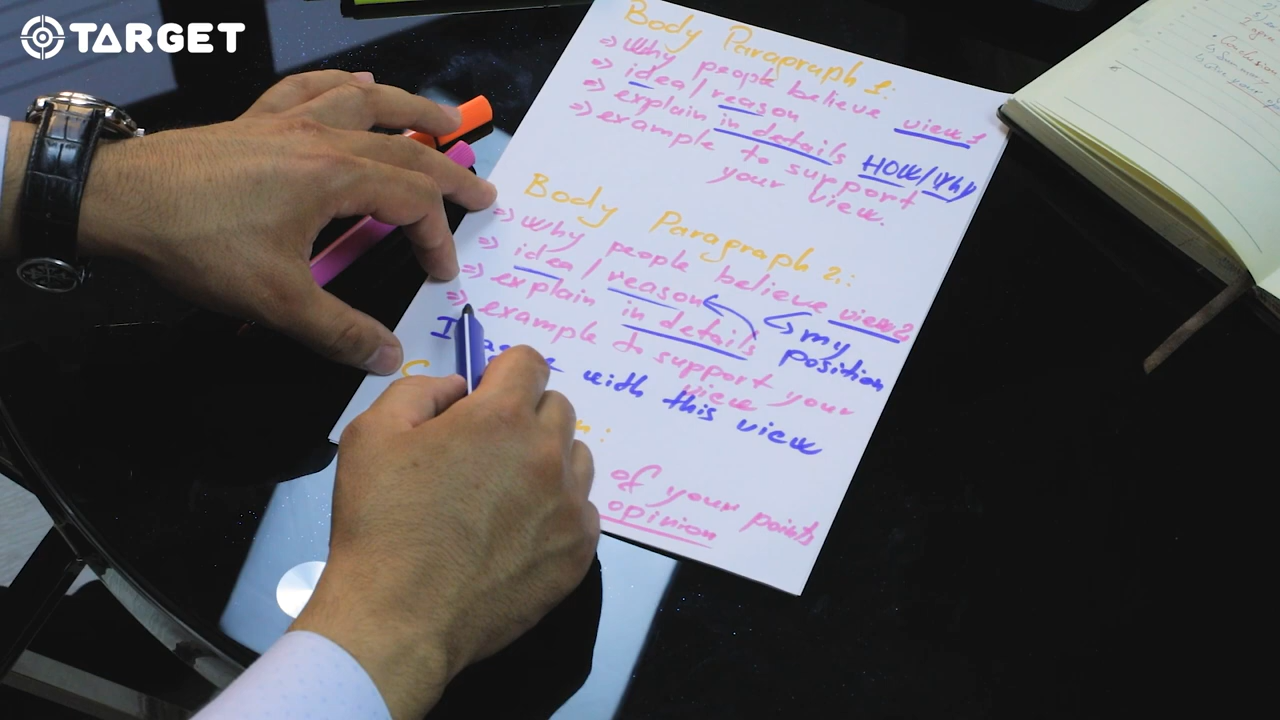 TARGET
Body Paragraph 1:
=> Why people believe view 1
=> idea / reason
=> explain in details HOW/Why
=> example to support
your view.
Body Paragraph 2:
=> Why people believe view 2
=> idea / reason my
=> explain in details position
=> example to support your
view
I with this view
of your points
opinion